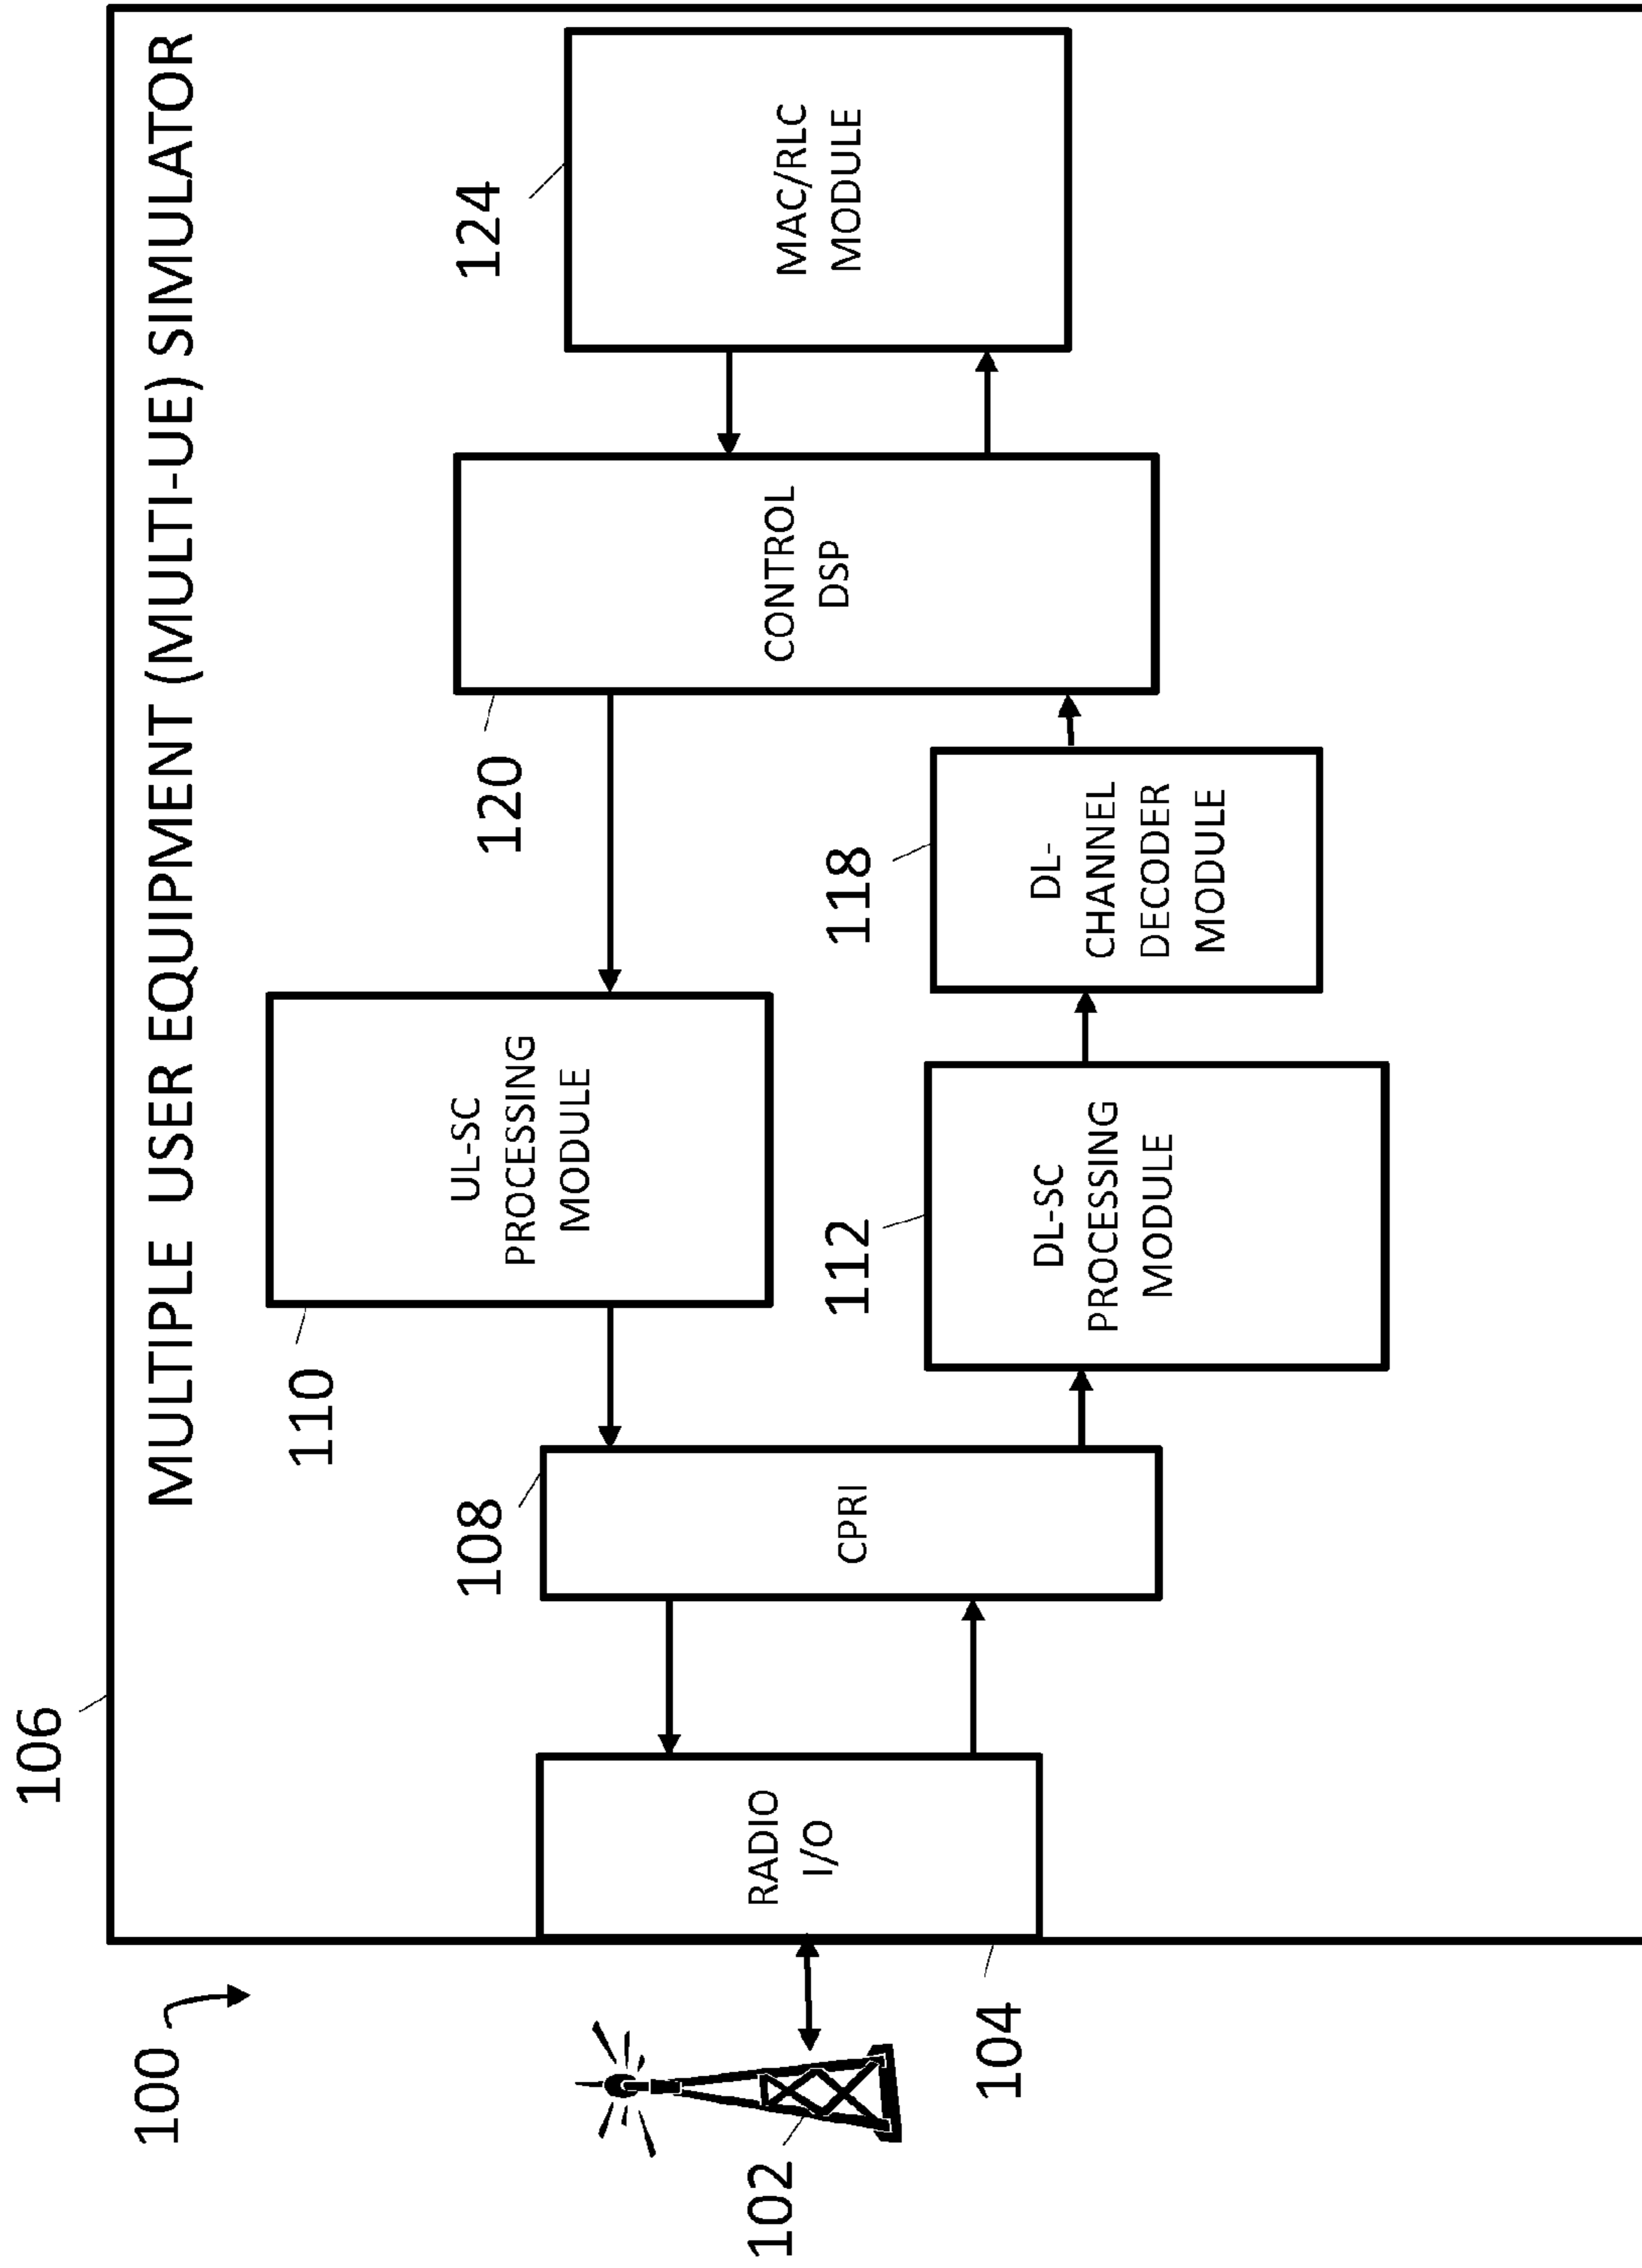 MULTIPLE USER EQUIPMENT (MULTI-UE) SIMULATOR
106
100
102
104
RADIO
I/O
108
CPRI
110
UL-SC
PROCESSING
MODULE
112
DL-SC
PROCESSING
MODULE
118
DL-
CHANNEL
DECODER
MODULE
120
CONTROL
DSP
124
MAC/RLC
MODULE